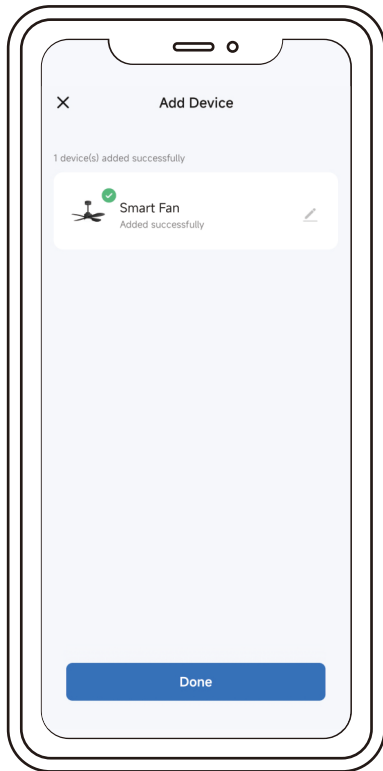 Add Device
1 device(s) added successfully
Smart Fan
Added successfully
Done